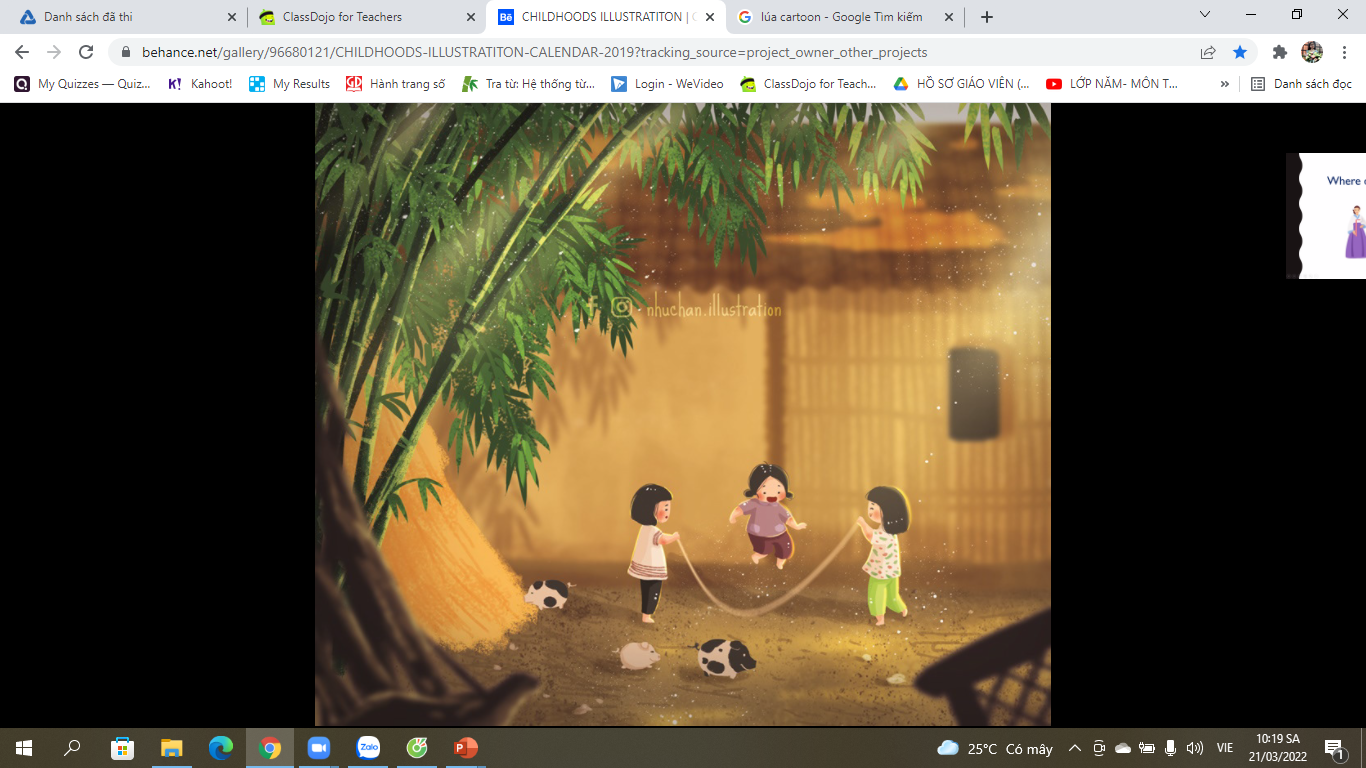 Danh sách đã thi
ClassDojo for Teachers
Bē
CHILDHOODS ILLUSTRATITON |
lúa cartoon - Google Tìm kiếm
behance.net/gallery/96680121/CHILDHOODS-ILLUSTRATITON-CALENDAR-2019?tracking_source=project_owner_other_projects
My Quizzes — Quiz...
K!
Kahoot!
My Results
Hành trang số
Tra từ: Hệ thống từ...
Login - WeVideo
ClassDojo for Teach...
HỒ SƠ GIÁO VIÊN (...
LỚP NĂM- MÔN T...
»
Danh sách đọc
Where
nhuchan.illustration
Zalo
25°C Có mây
VIE
10:19 SA
21/03/2022
1